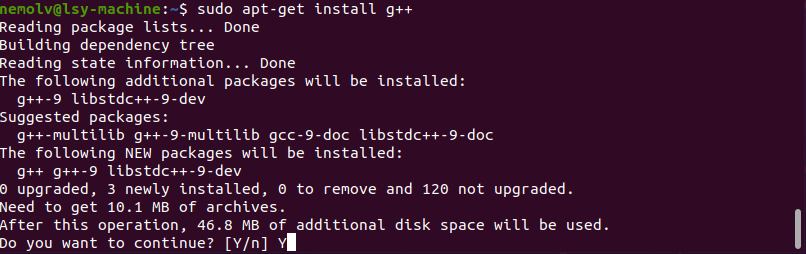 nemolv@lsy-machine:~$ sudo apt-get install g++
Reading package lists... Done
Building dependency tree
Reading state information... Done
The following additional packages will be installed:
  g++-9 libstdc++-9-dev
Suggested packages:
  g++-multilib g++-9-multilib gcc-9-doc libstdc++-9-doc
The following NEW packages will be installed:
  g++ g++-9 libstdc++-9-dev
0 upgraded, 3 newly installed, 0 to remove and 120 not upgraded.
Need to get 10.1 MB of archives.
After this operation, 46.8 MB of additional disk space will be used.
Do you want to continue? [Y/n] Y